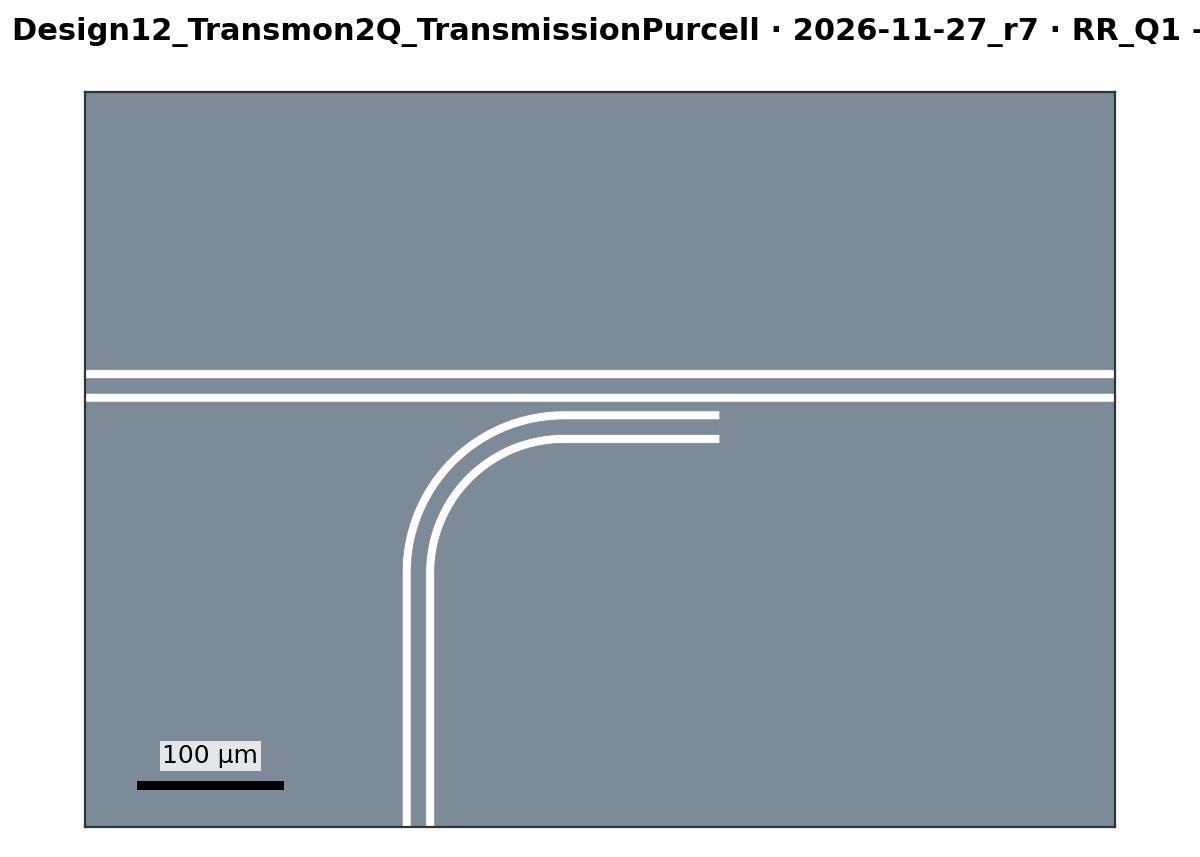 Design12_Transmon2Q_TransmissionPurcell · 2026-11-27_r7 · RR_Q1 -
100 µm